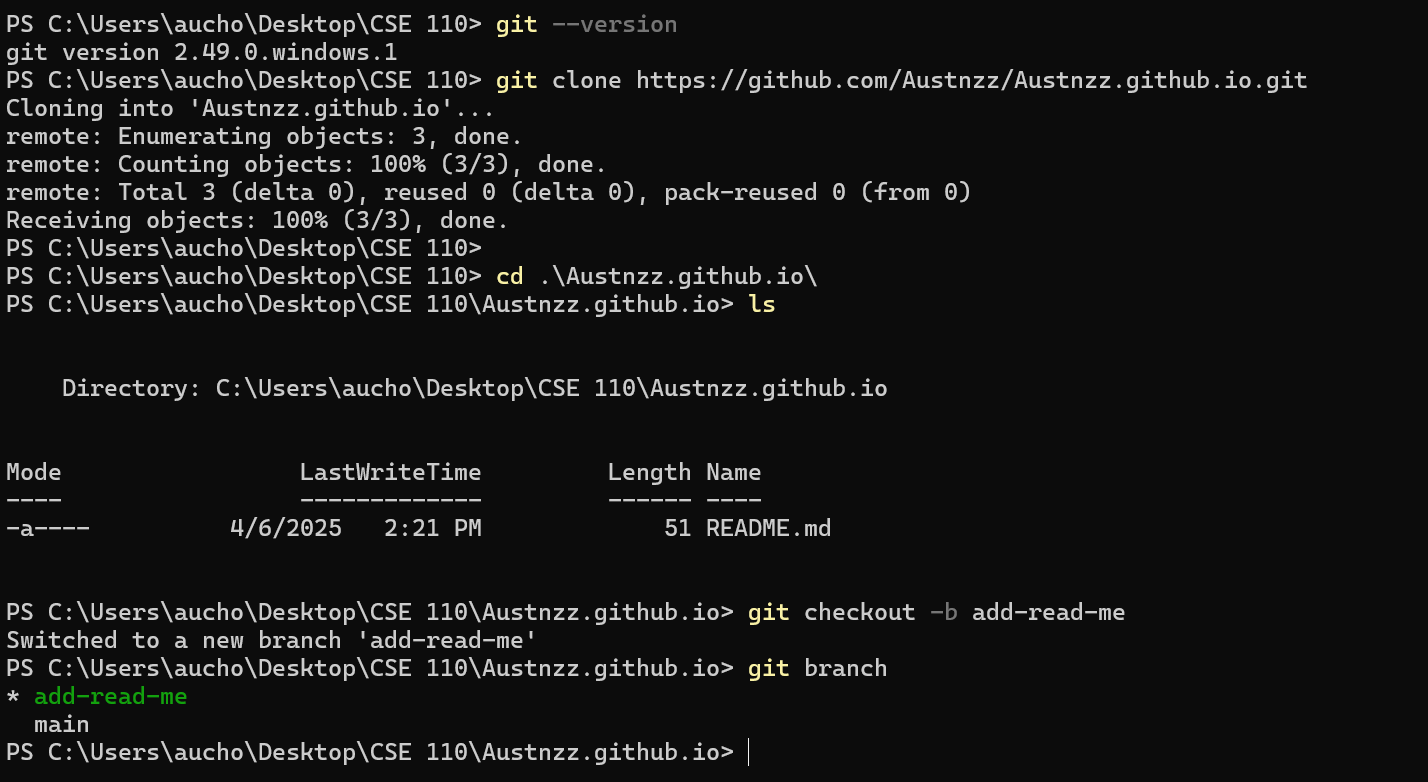 PS C:\Users\aucho\Desktop\CSE 110> git --version
git version 2.49.0.windows.1
PS C:\Users\aucho\Desktop\CSE 110> git clone https://github.com/Austnzz/Austnzz.github.io.git
Cloning into 'Austnzz.github.io'...
remote: Enumerating objects: 3, done.
remote: Counting objects: 100% (3/3), done.
remote: Total 3 (delta 0), reused 0 (delta 0), pack-reused 0 (from 0)
Receiving objects: 100% (3/3), done.
PS C:\Users\aucho\Desktop\CSE 110>
PS C:\Users\aucho\Desktop\CSE 110> cd .\Austnzz.github.io\
PS C:\Users\aucho\Desktop\CSE 110\Austnzz.github.io> ls
    Directory: C:\Users\aucho\Desktop\CSE 110\Austnzz.github.io
Mode                 LastWriteTime         Length Name
----                 -------------         ------ ----
-a----          4/6/2025   2:21 PM             51 README.md
PS C:\Users\aucho\Desktop\CSE 110\Austnzz.github.io> git checkout -b add-read-me
Switched to a new branch 'add-read-me'
PS C:\Users\aucho\Desktop\CSE 110\Austnzz.github.io> git branch
* add-read-me
  main
PS C:\Users\aucho\Desktop\CSE 110\Austnzz.github.io>